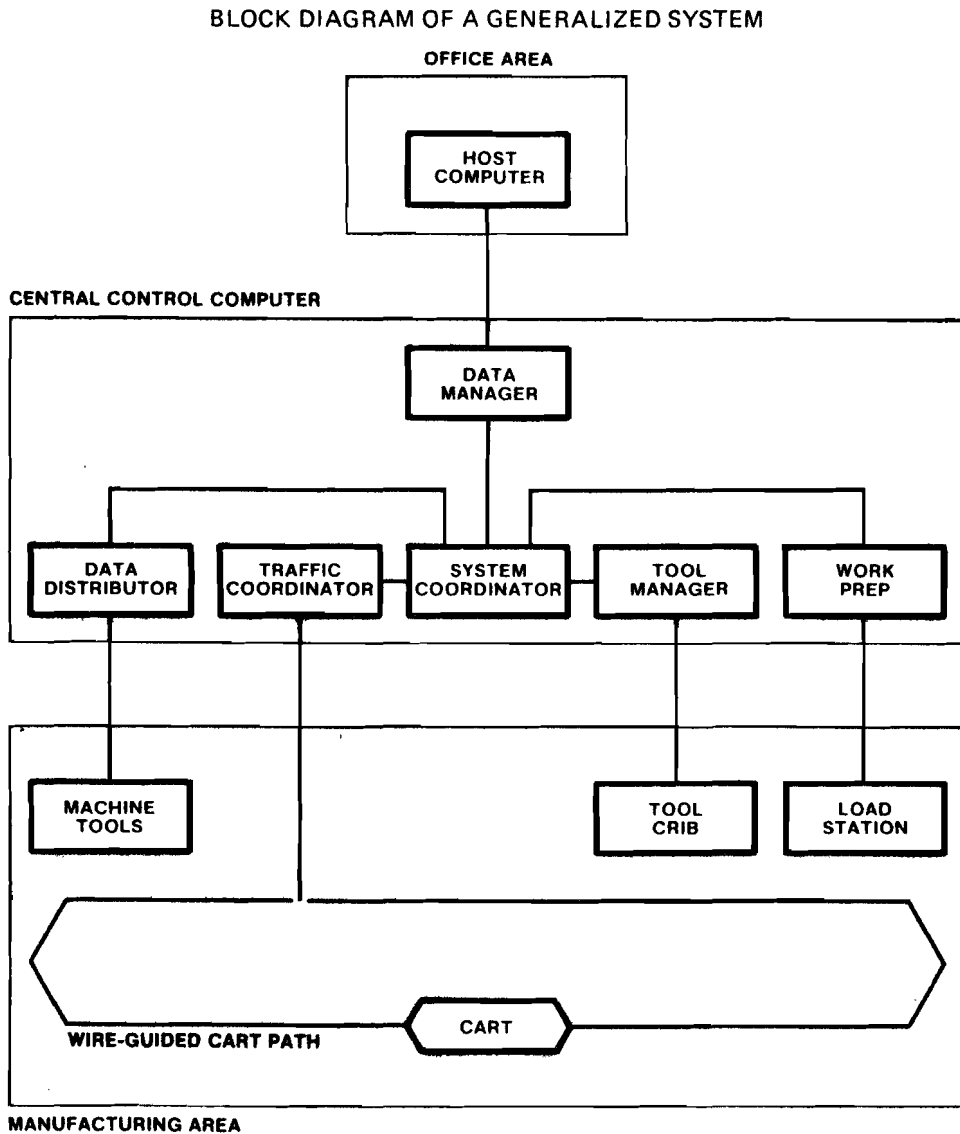 BLOCK DIAGRAM OF A GENERALIZED SYSTEM
OFFICE AREA
HOST
COMPUTER
CENTRAL CONTROL COMPUTER
DATA
MANAGER
DATA
DISTRIBUTOR
TRAFFIC
COORDINATOR
SYSTEM
COORDINATOR
TOOL
MANAGER
WORK
PREP
MACHINE
TOOLS
TOOL
CRIB
LOAD
STATION
CART
WIRE-GUIDED CART PATH
MANUFACTURING AREA